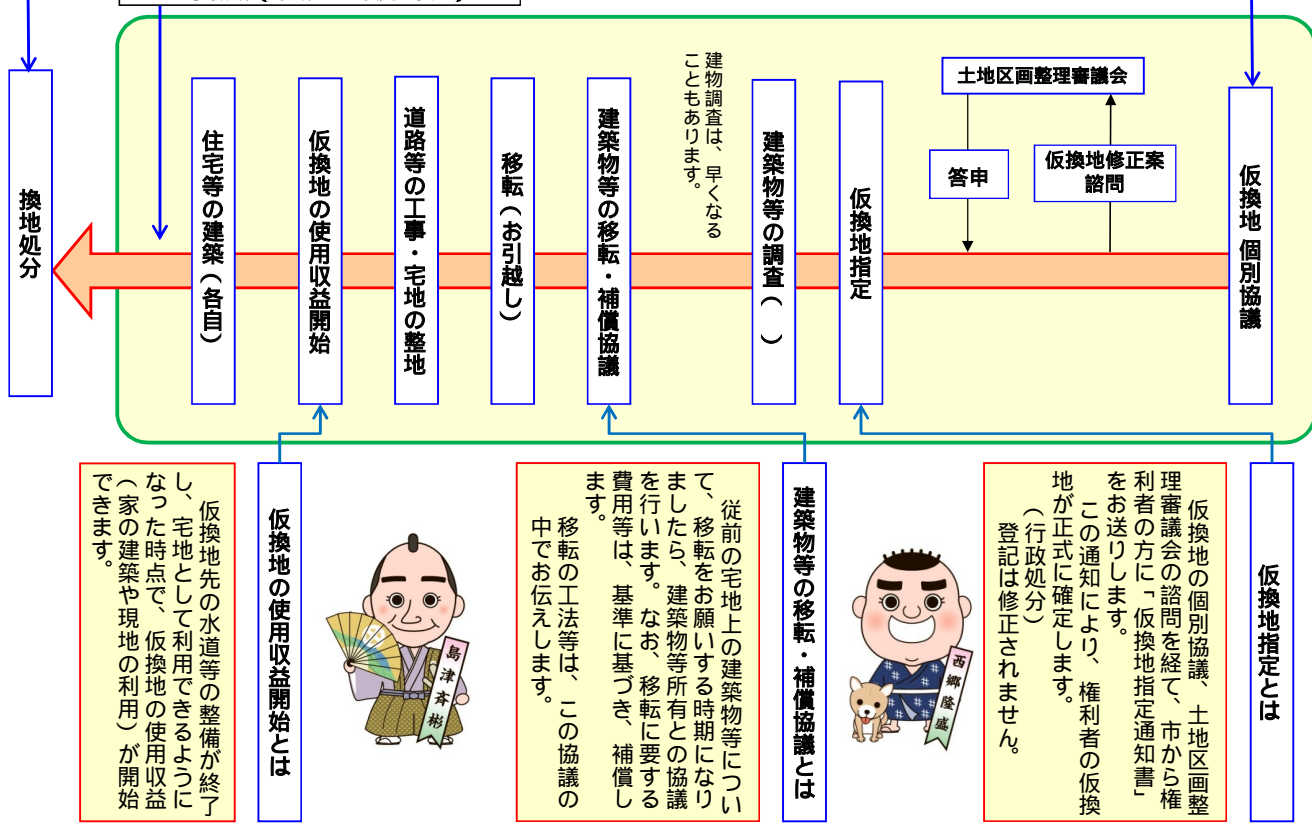 仮換地 個別協議
土地区画整理審議会
仮換地修正案
諮問
答申
仮換地指定
建築物等の調査（　）
建物調査は、早くなる
こともあります。
建築物等の移転・補償協議
移転（お引越し）
道路等の工事・宅地の整地
仮換地の使用収益開始
住宅等の建築（各自）
換地処分
仮換地指定とは
仮換地の個別協議、土地区画整
理審議会の諮問を経て、市から権
利者の方に「仮換地指定通知書」
をお送りします。
この通知により、権利者の仮換
地が正式に確定します。
（行政処分）
登記は修正されません。
西郷隆盛
建築物等の移転・補償協議とは
従前の宅地上の建築物等につい
て、移転をお願いする時期になり
ましたら、建築物等所有との協議
を行います。なお、移転に要する
費用等は、基準に基づき、補償し
ます。
移転の工法等は、この協議の
中でお伝えします。
島津斉彬
仮換地の使用収益開始とは
仮換地先の水道等の整備が終了
し、宅地として利用できるように
なった時点で、仮換地の使用収益
（家の建築や現地の利用）が開始
できます。